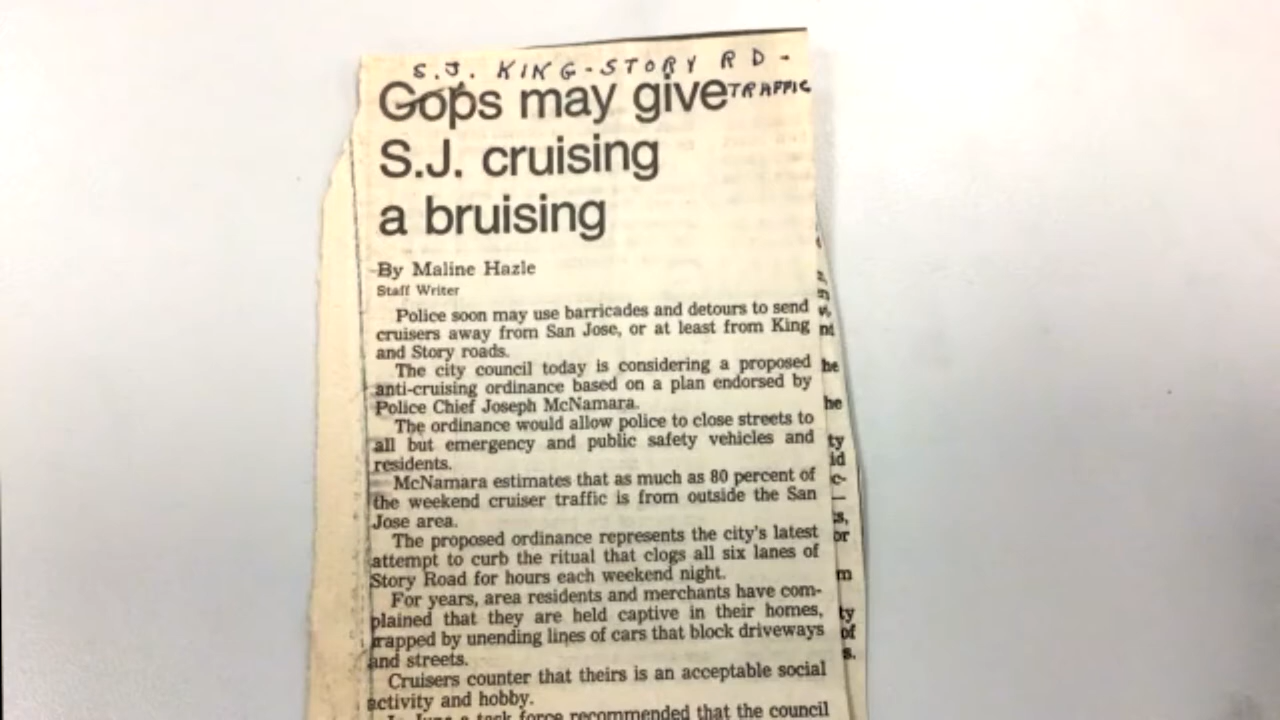 S.J. KING-STORY RD-
TRAFFIC
Cops may give
S.J. cruising
a bruising
By Maline Hazle
Staff Writer
Police soon may use barricades and detours to send
cruisers away from San Jose, or at least from King
and Story roads.
The city council today is considering a proposed
anti-cruising ordinance based on a plan endorsed by
Police Chief Joseph McNamara.
The ordinance would allow police to close streets to
all but emergency and public safety vehicles and
residents.
McNamara estimates that as much as 80 percent of
the weekend cruiser traffic is from outside the San
Jose area.
The proposed ordinance represents the city's latest
attempt to curb the ritual that clogs all six lanes of
Story Road for hours each weekend night.
For years, area residents and merchants have com-
plained that they are held captive in their homes,
trapped by unending lines of cars that block driveways
and streets.
Cruisers counter that theirs is an acceptable social
activity and hobby.
In June a task force recommended that the council